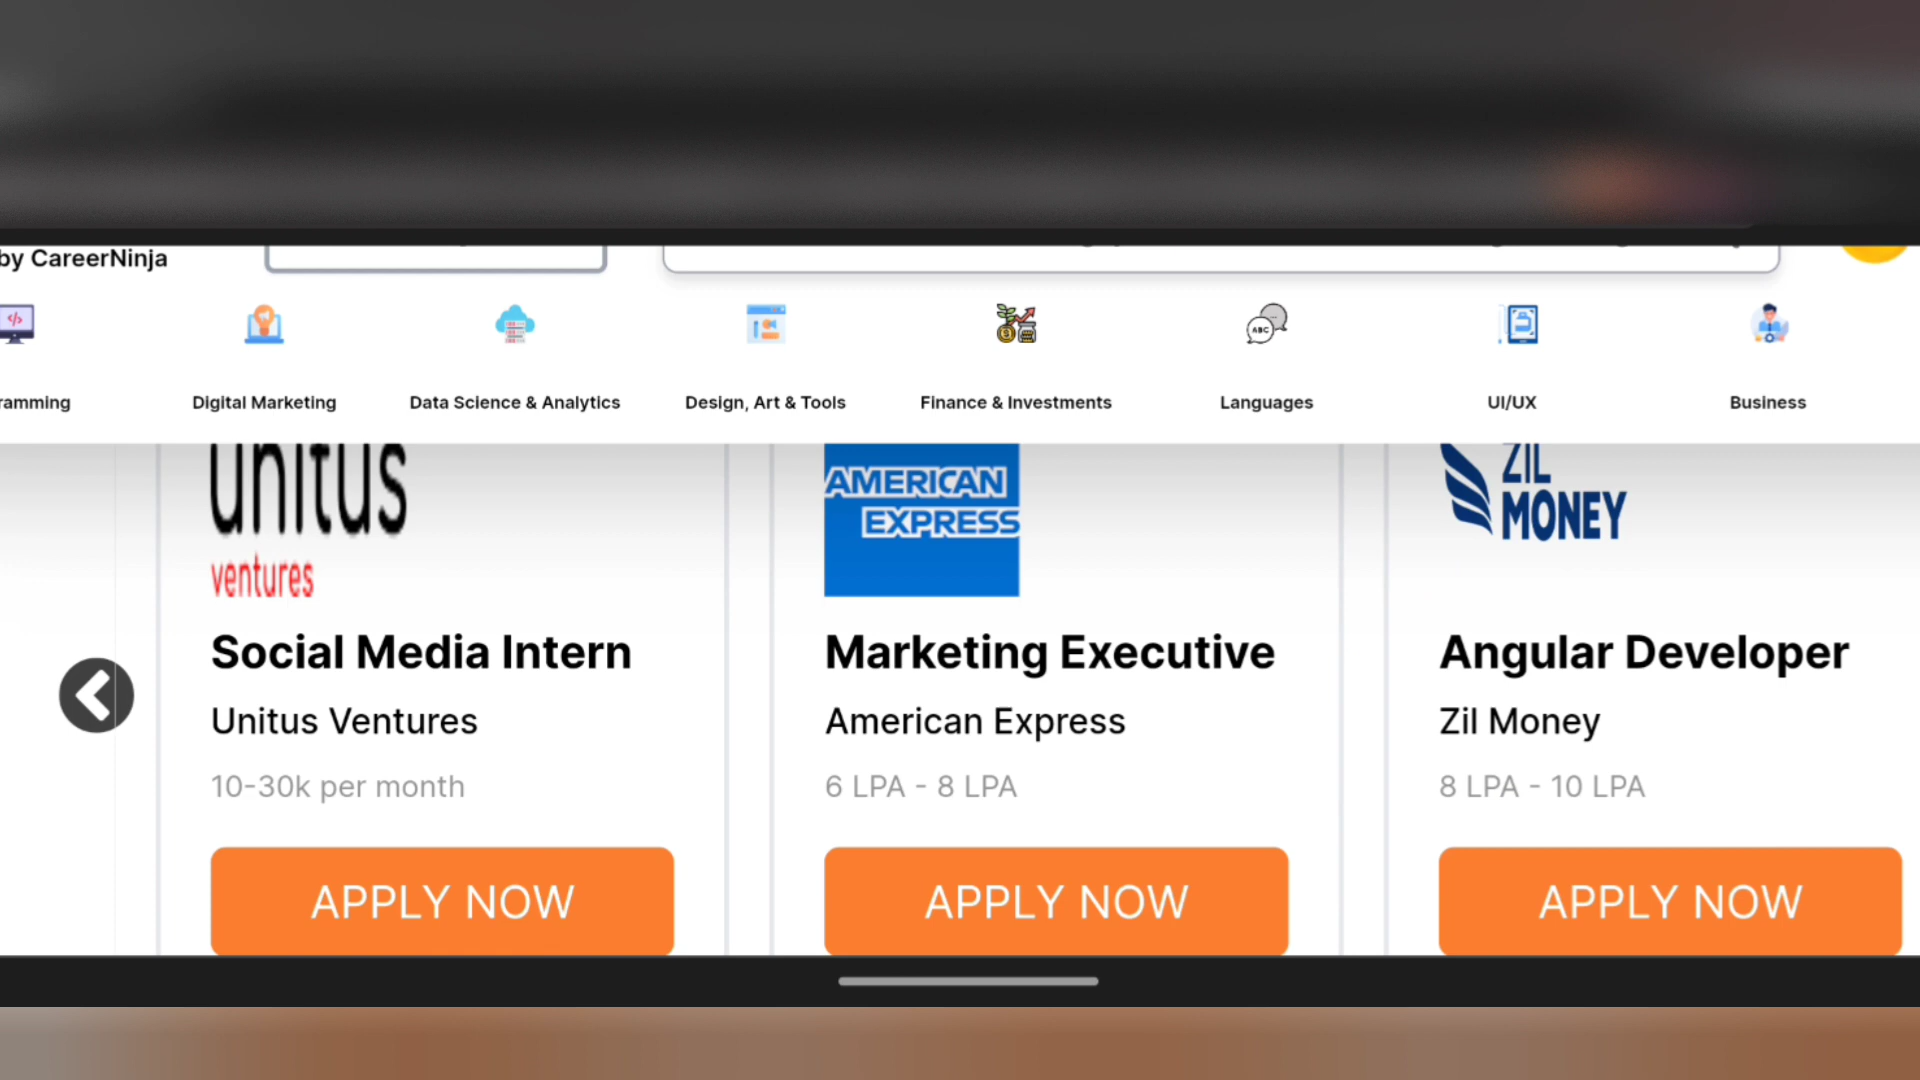 by CareerNinja
ramming
Digital Marketing
Data Science & Analytics
Design, Art & Tools
Finance & Investments
ABC
Languages
UI/UX
Business
unitus
ventures
AMERICAN
EXPRESS
ZIL
MONEY
Social Media Intern
Marketing Executive
Angular Developer
Unitus Ventures
American Express
Zil Money
10-30k per month
6 LPA - 8 LPA
8 LPA - 10 LPA
APPLY NOW
APPLY NOW
APPLY NOW